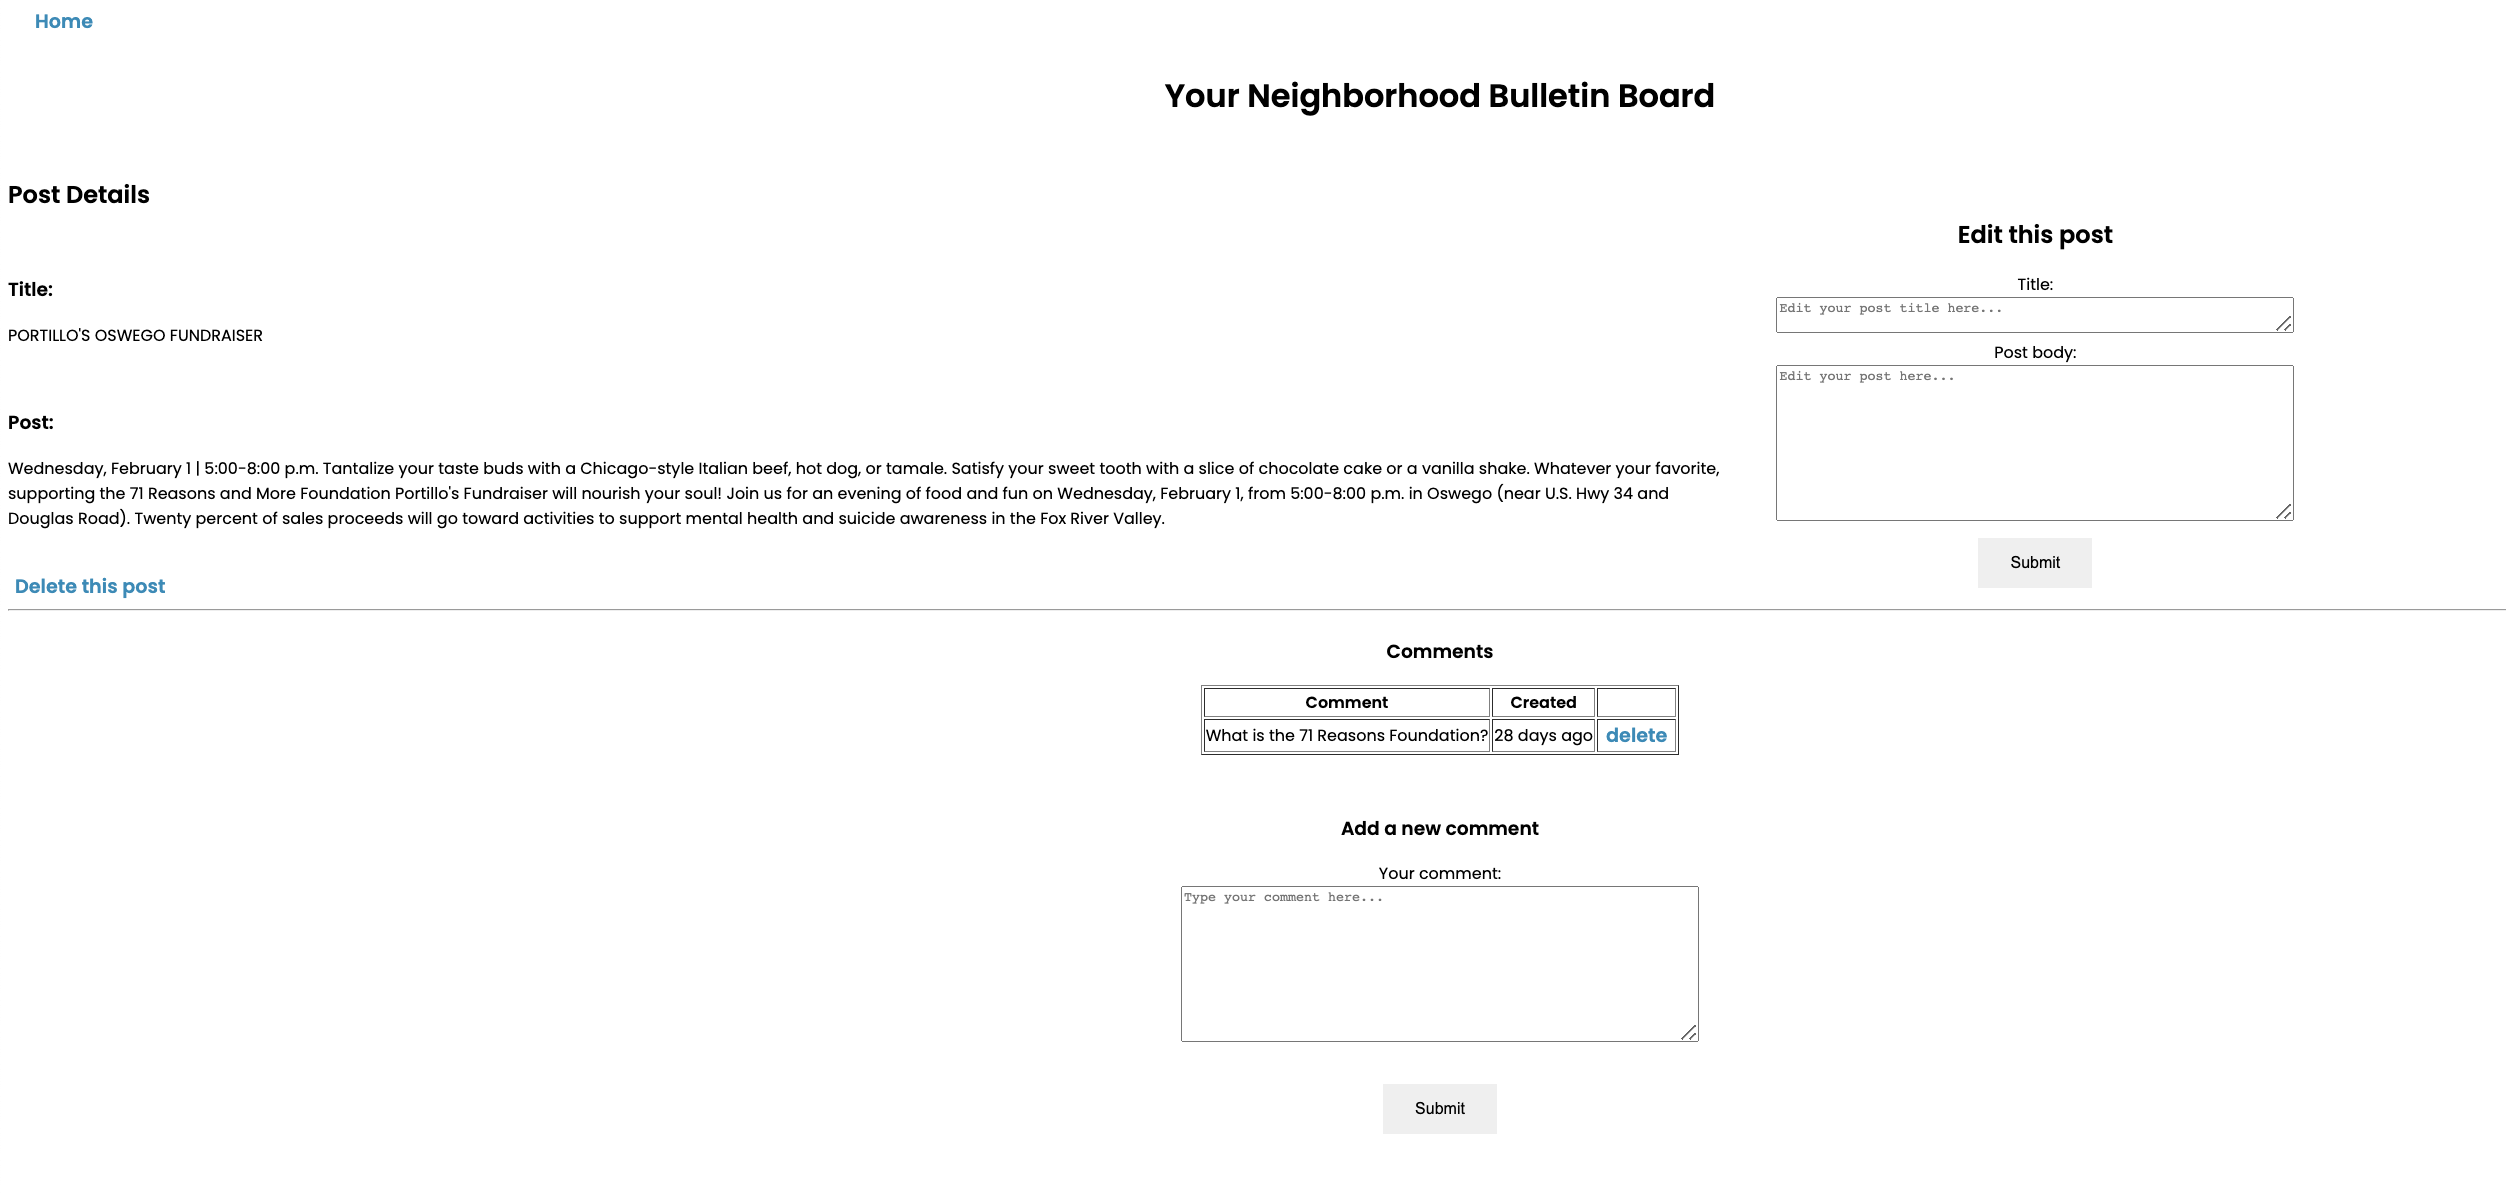 Home
Your Neighborhood Bulletin Board
Post Details
Title:
PORTILLO'S OSWEGO FUNDRAISER
Post:
Wednesday, February 1 | 5:00-8:00 p.m. Tantalize your taste buds with a Chicago-style Italian beef, hot dog, or tamale. Satisfy your sweet tooth with a slice of chocolate cake or a vanilla shake. Whatever your favorite,
supporting the 71 Reasons and More Foundation Portillo's Fundraiser will nourish your soul! Join us for an evening of food and fun on Wednesday, February 1, from 5:00-8:00 p.m. in Oswego (near U.S. Hwy 34 and
Douglas Road). Twenty percent of sales proceeds will go toward activities to support mental health and suicide awareness in the Fox River Valley.
Delete this post
Edit this post
Title:
Edit your post title here...
Post body:
Edit your post here...
Submit
Comments
Comment Created
What is the 71 Reasons Foundation? 28 days ago delete
Add a new comment
Your comment:
Type your comment here...
Submit